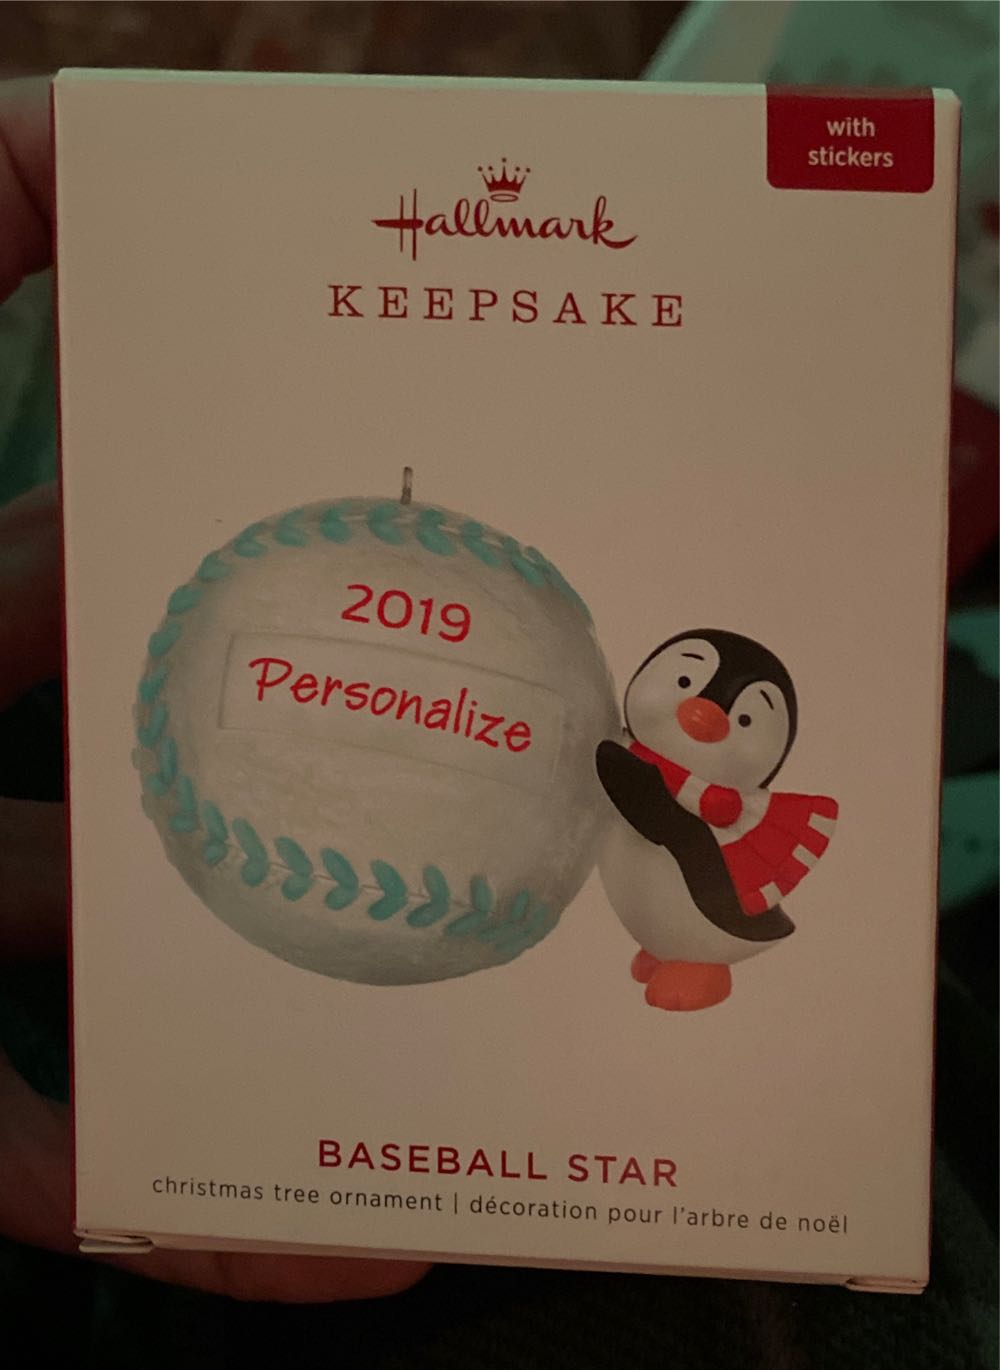 with
stickers
Hallmark
KEEPSAKE
2019
Personalize
BASEBALL STAR
christmas tree ornament | décoration pour l'arbre de noël